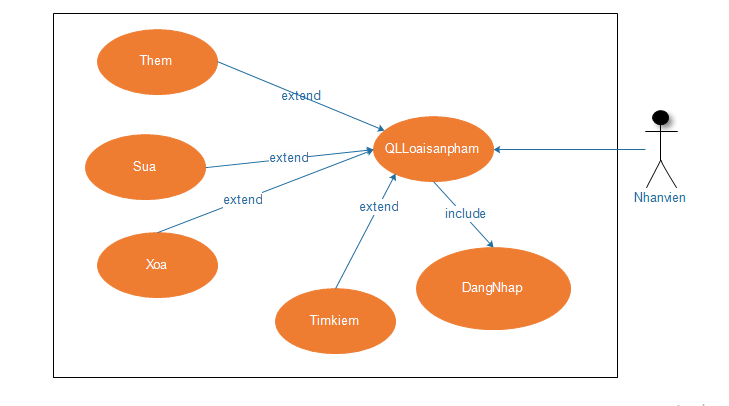 Them
extend
QLLoaisanpham
Sua
extend
extend
extend
include
Nhanvien
Xoa
DangNhap
Timkiem